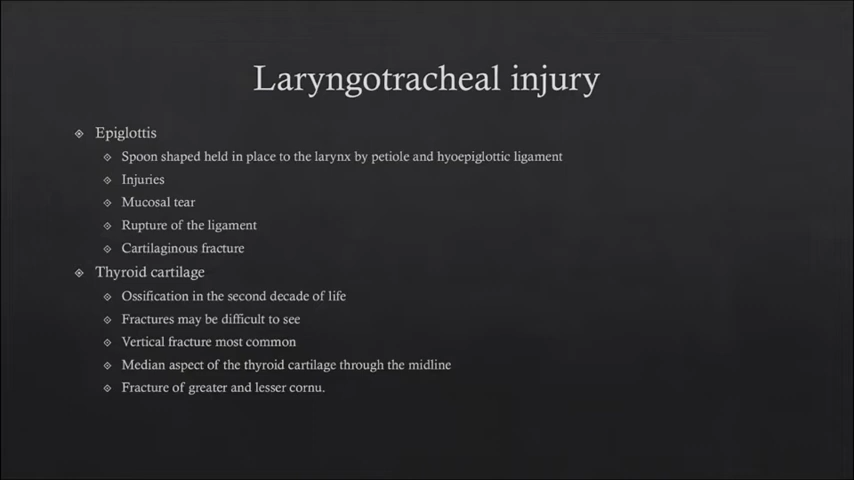 Laryngotracheal injury
Epiglottis
Spoon shaped held in place to the larynx by petiole and hyoepiglottic ligament
Injuries
Mucosal tear
Rupture of the ligament
Cartilaginous fracture
Thyroid cartilage
Ossification in the second decade of life
Fractures may be difficult to see
Vertical fracture most common
Median aspect of the thyroid cartilage through the midline
Fracture of greater and lesser cornu.